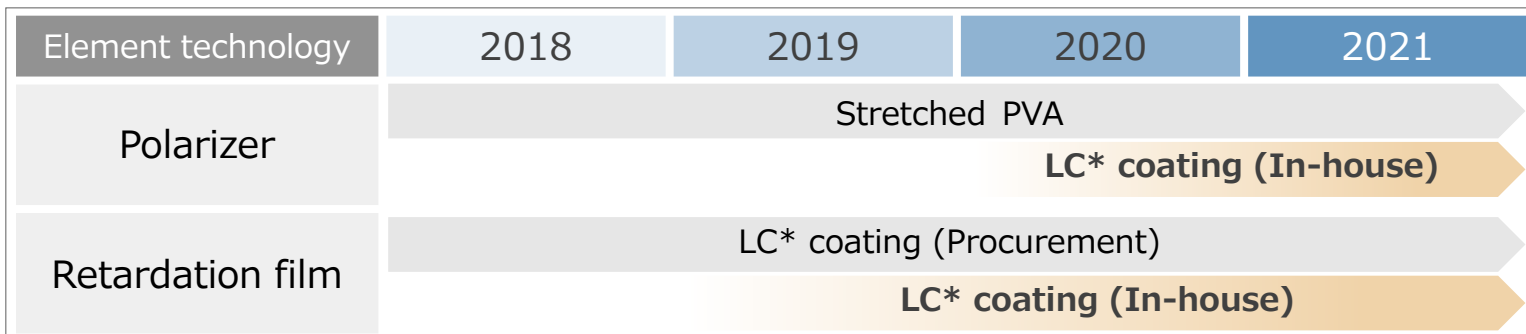 Element technology 2018 2019 2020 2021
Polarizer
Stretched PVA
LC* coating (In-house)
Retardation film
LC* coating (Procurement)
LC* coating (In-house)